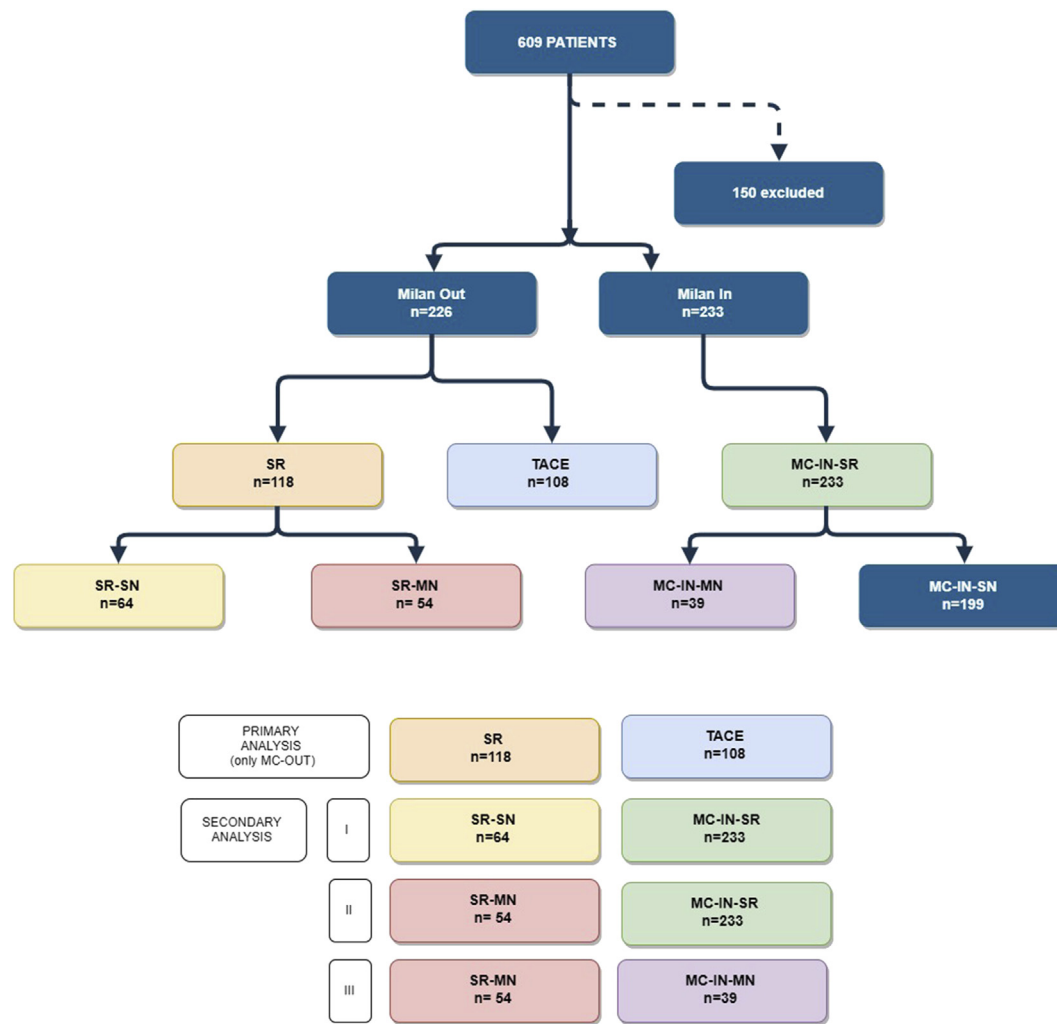 609 PATIENTS
150 excluded
Milan Out
n=226
Milan In
n=233
SR
n=118
TACE
n=108
MC-IN-SR
n=233
SR-SN
n=64
SR-MN
n= 54
MC-IN-MN
n=39
MC-IN-SN
n=199
PRIMARY
ANALYSIS
(only MC-OUT)
SR
n=118
TACE
n=108
SECONDARY
ANALYSIS
I
SR-SN
n=64
MC-IN-SR
n=233
II
SR-MN
n= 54
MC-IN-SR
n=233
III
SR-MN
n= 54
MC-IN-MN
n=39